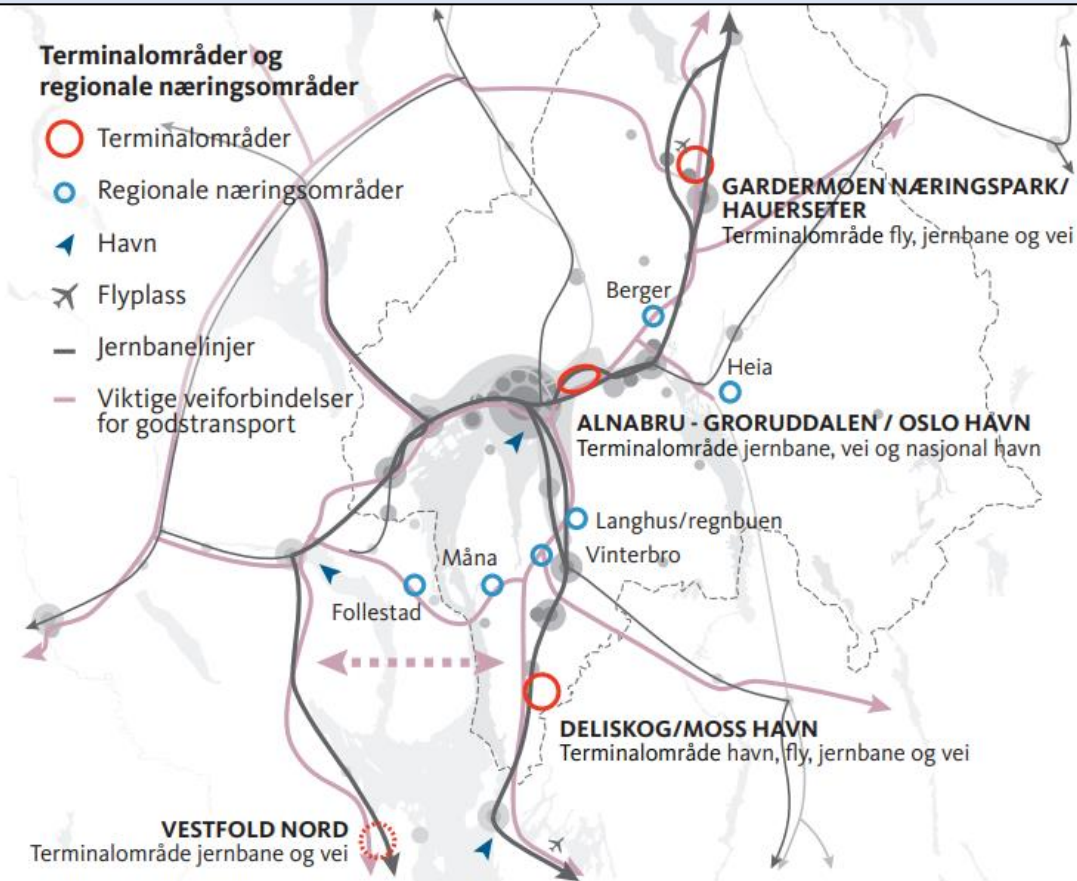 Terminalområder og
regionale næringsområder
Terminalområder
Regionale næringsområder
Havn
Flyplass
Jernbanelinjer
Viktige veiforbindelser
for godstransport
GARDERMOEN NÆRINGSPARK/
HAUERSETER
Terminalområde fly, jernbane og vei
Berger
Heia
ALNABRU - GRORUDDALEN / OSLO HAVN
Terminalområde jernbane, vei og nasjonal havn
Langhus/regnbuen
Vinterbro
Måna
Follestad
DELISKOG/MOSS HAVN
Terminalområde havn, fly, jernbane og vei
VESTFOLD NORD
Terminalområde jernbane og vei